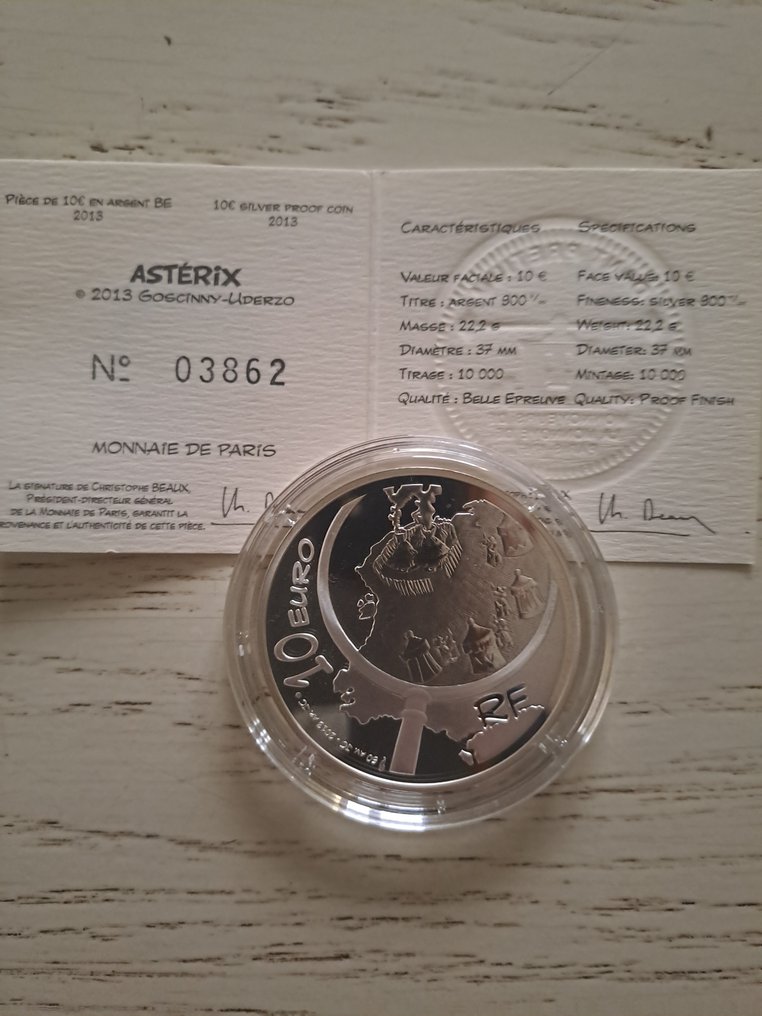 Pièce de 10€ en argent BE
2013
10€ silver proof coin
2013
ASTÉRiX
© 2013 Goscinny-Uderzo
Nº 03862
MONNAiE DE PARiS
La signature de Christophe BEAUX,
Président-directeur général
de la Monnaie de Paris, garantit la
provenance et l'authenticité de cette pièce.
Caractéristiques
Valeur faciale : 10 €
Titre : argent 900
Masse : 22,2 g
Diamètre : 37 mm
Tirage : 10 000
Qualité : Belle Epreuve
Specifications
Face value: 10 €
Fineness: silver 900
Weight: 22,2 g
Diameter: 37 mm
Mintage: 10 000
Quality: Proof Finish
10 EURO
RF